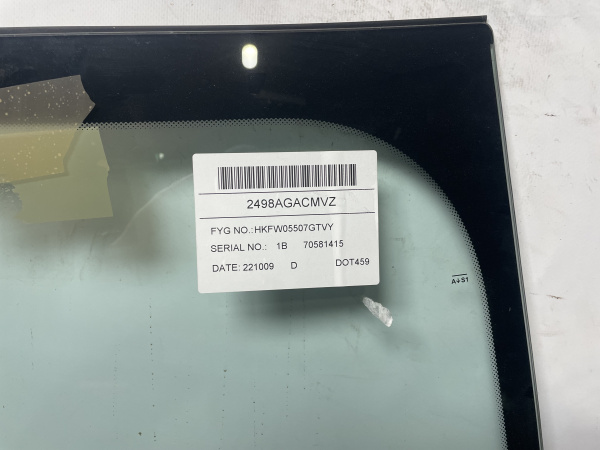 2498AGACMVZ
FYG NO.:HKFW05507GTVY
SERIAL NO.: 1B 70581415
DATE: 221009 D DOT459
A↓S1